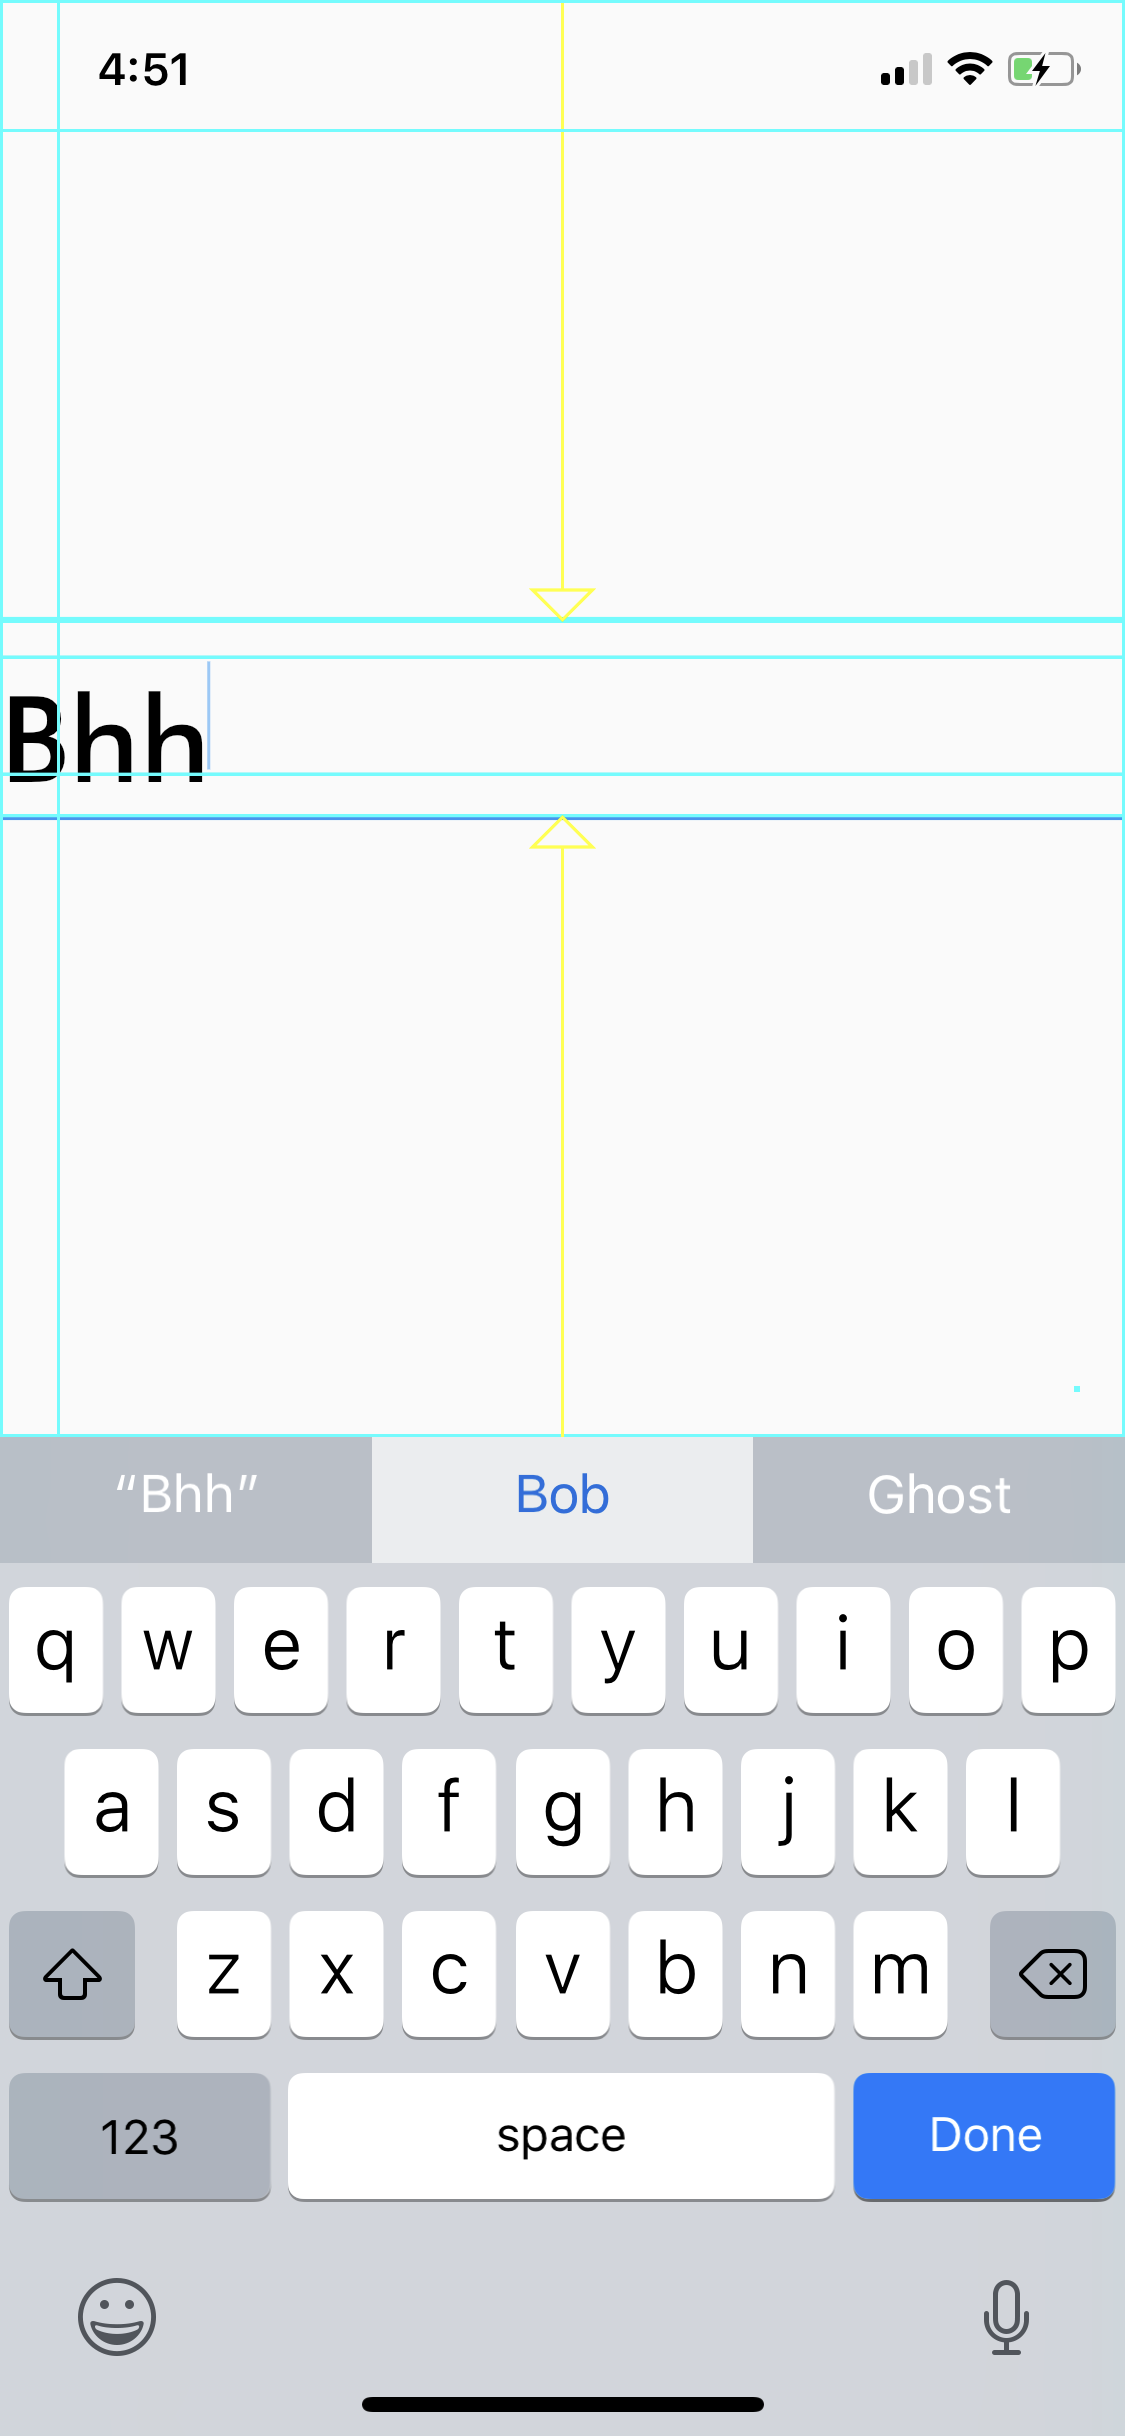 4:51
Bhh
“Bhh” Bob Ghost
q w e r t y u i o p
a s d f g h j k l
z x c v b n m
123 space Done